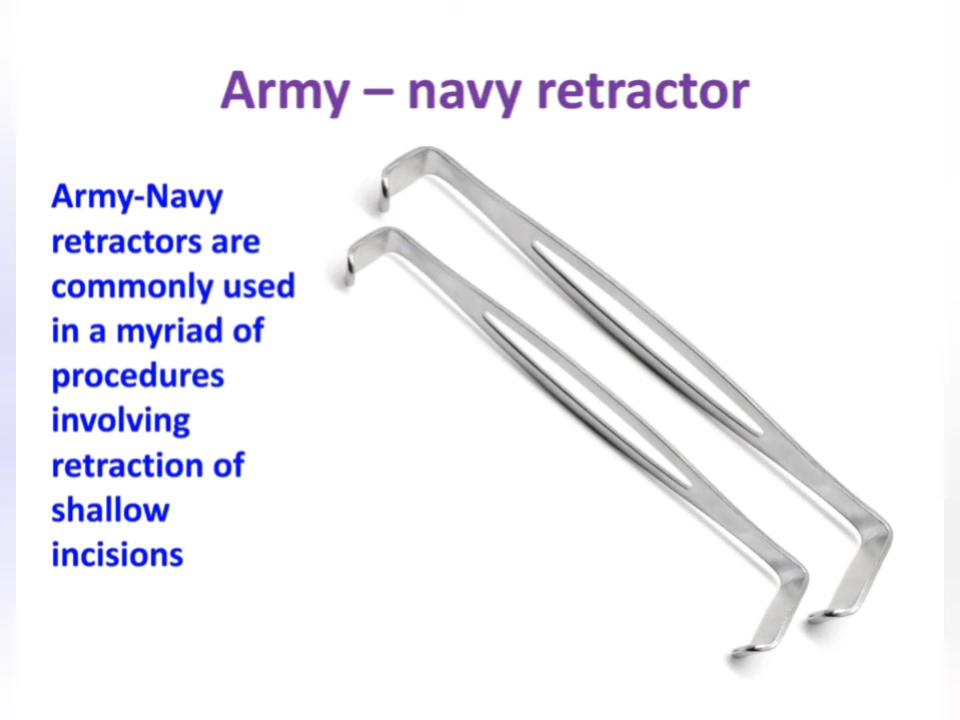 Army – navy retractor
Army-Navy
retractors are
commonly used
in a myriad of
procedures
involving
retraction of
shallow
incisions